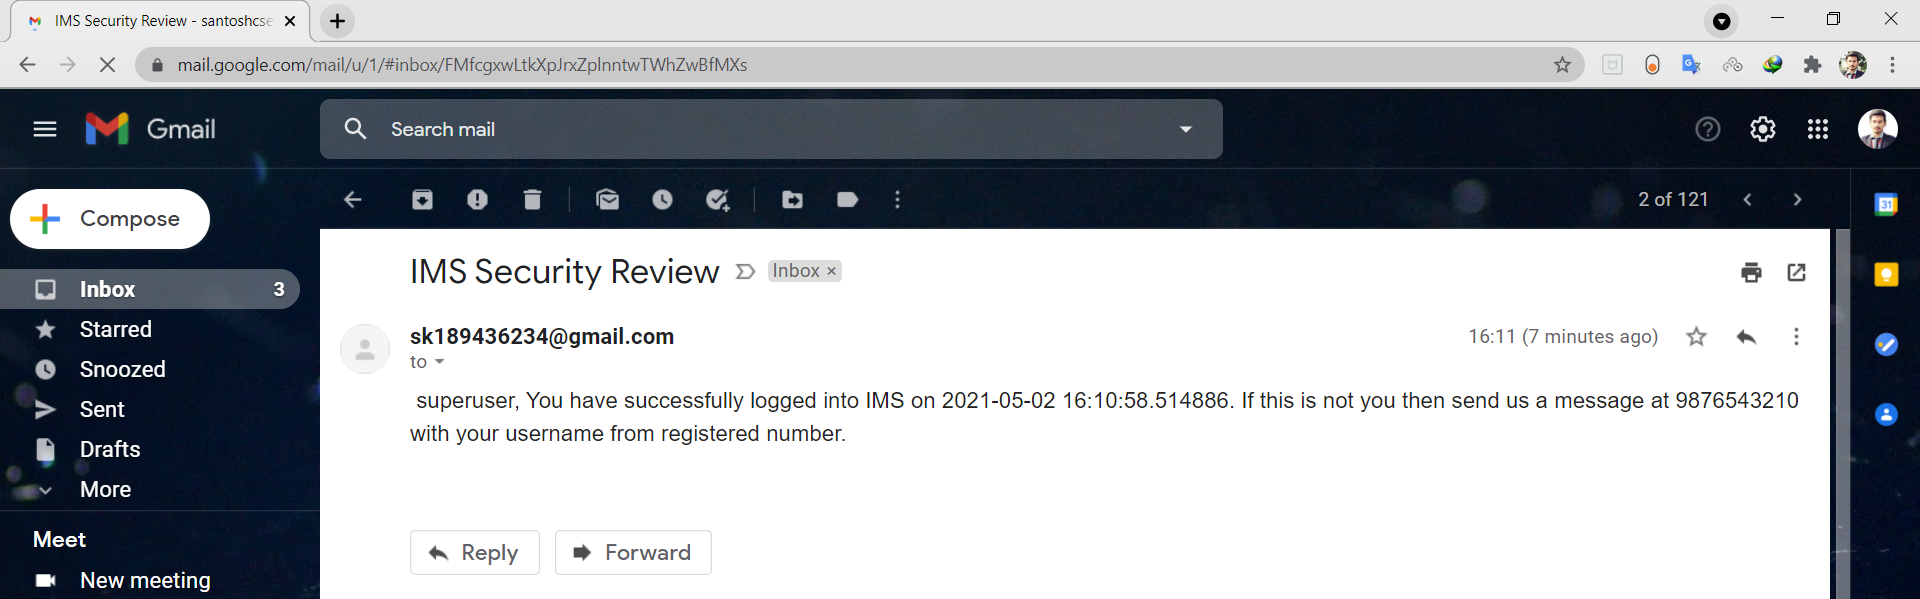 IMS Security Review - santoshcse
mail.google.com/mail/u/1/#inbox/FMfcgxwLtkXpJrxZplnntwTWhZwBfMXs
Gmail
Search mail
Compose
2 of 121
31
Inbox 3
Starred
Snoozed
Sent
Drafts
More
Meet
New meeting
IMS Security Review Inbox ×
sk189436234@gmail.com 16:11 (7 minutes ago)
to
superuser, You have successfully logged into IMS on 2021-05-02 16:10:58.514886. If this is not you then send us a message at 9876543210
with your username from registered number.
Reply Forward